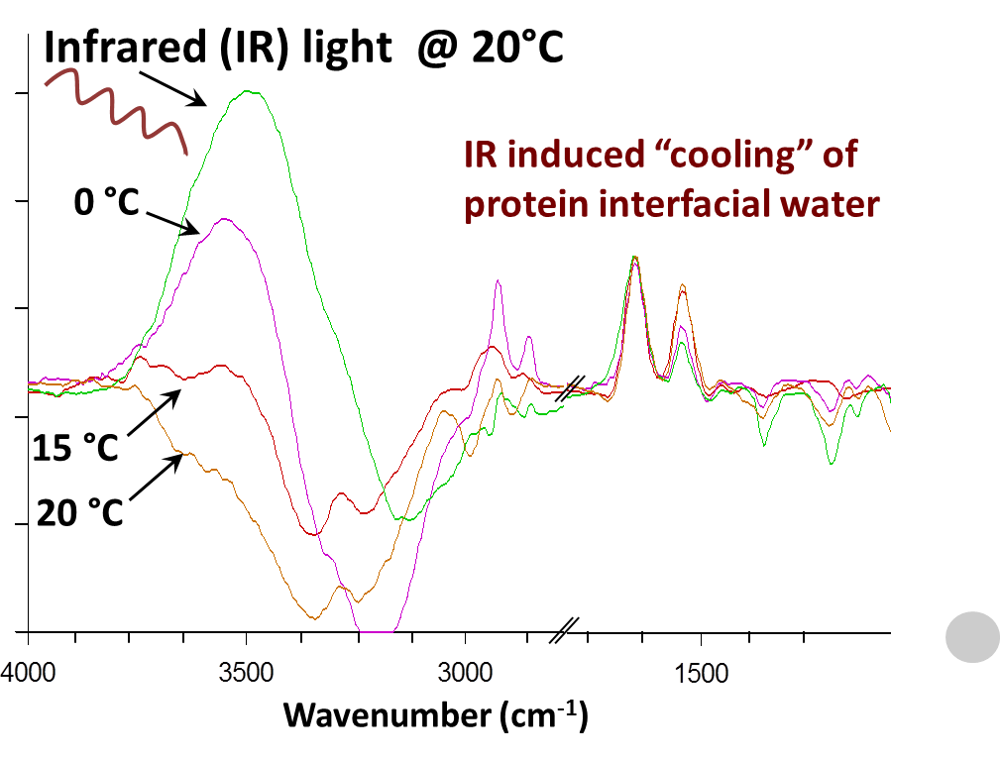 Infrared (IR) light @ 20°C
IR induced “cooling” of
protein interfacial water
0 °C
15 °C
20 °C
4000
3500
3000
1500
Wavenumber (cm⁻¹)